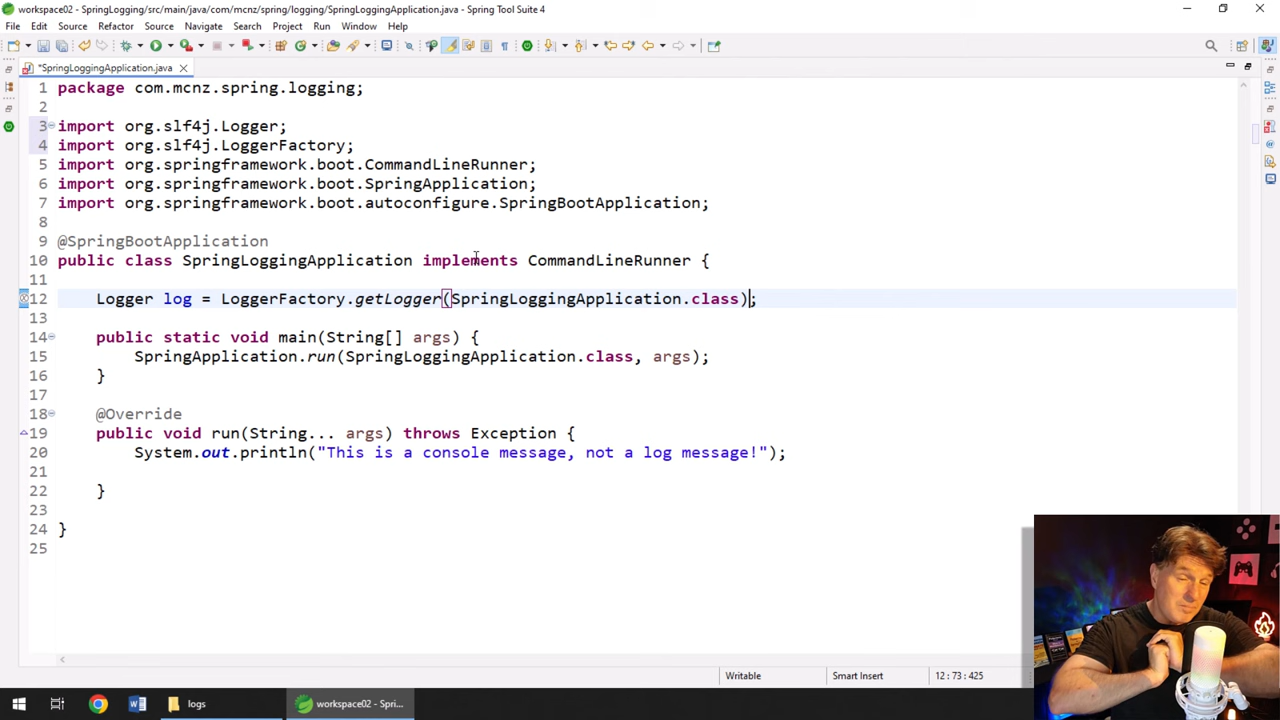 workspace02 - SpringLogging/src/main/java/com/mcnz/spring/logging/SpringLoggingApplication.java - Spring Tool Suite 4
File Edit Source Refactor Source Navigate Search Project Run Window Help
*SpringLoggingApplication.java
1 package com.mcnz.spring.logging;
2
3 import org.slf4j.Logger;
4 import org.slf4j.LoggerFactory;
5 import org.springframework.boot.CommandLineRunner;
6 import org.springframework.boot.SpringApplication;
7 import org.springframework.boot.autoconfigure.SpringBootApplication;
8
9 @SpringBootApplication
10 public class SpringLoggingApplication implements CommandLineRunner {
11
12 Logger log = LoggerFactory.getLogger(SpringLoggingApplication.class);
13
14 public static void main(String[] args) {
15 SpringApplication.run(SpringLoggingApplication.class, args);
16 }
17
18 @Override
19 public void run(String... args) throws Exception {
20 System.out.println("This is a console message, not a log message!");
21
22 }
23
24 }
25
Writable Smart Insert 12 : 73 : 425
logs workspace02 - Spri...